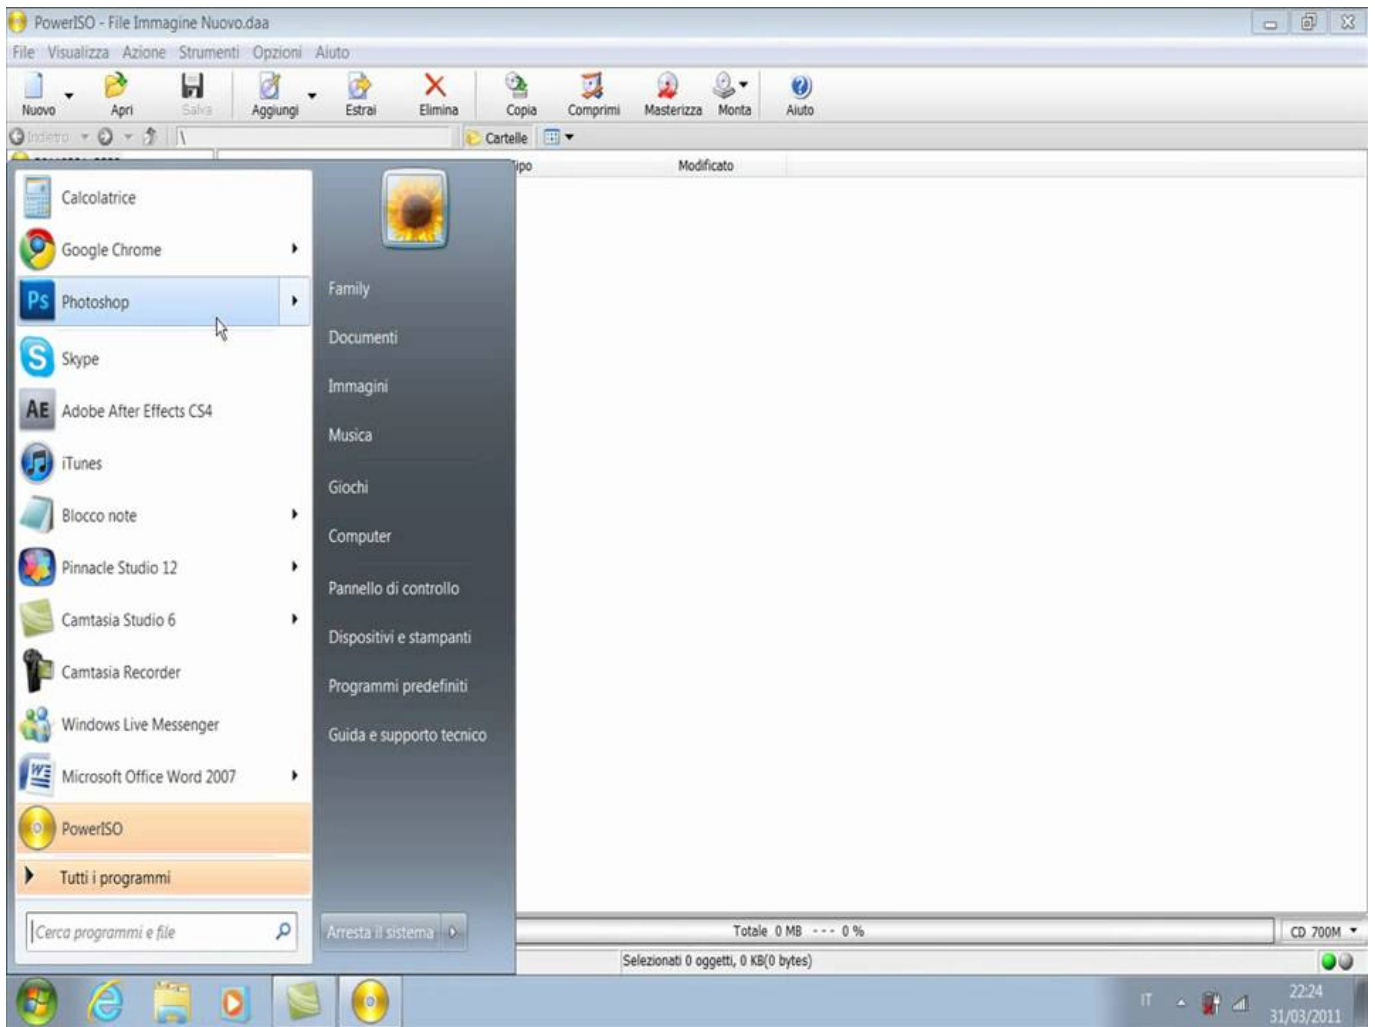 PowerISO - File Immagine Nuovo.daa
File Visualizza Azione Strumenti Opzioni Aiuto
Nuovo Apri Salva Aggiungi Estrai Elimina Copia Comprimi Masterizza Monta Aiuto
Indietro \ Cartelle
Modificato
Calcolatrice
Google Chrome
Ps Photoshop
Skype
AE Adobe After Effects CS4
iTunes
Blocco note
Pinnacle Studio 12
Camtasia Studio 6
Camtasia Recorder
Windows Live Messenger
Microsoft Office Word 2007
PowerISO
Tutti i programmi
Cerca programmi e file
Family
Documenti
Immagini
Musica
Giochi
Computer
Pannello di controllo
Dispositivi e stampanti
Programmi predefiniti
Guida e supporto tecnico
Arresta il sistema
Totale 0 MB --- 0 %
CD 700M
Selezionati 0 oggetti, 0 KB(0 bytes)
IT
22:24
31/03/2011